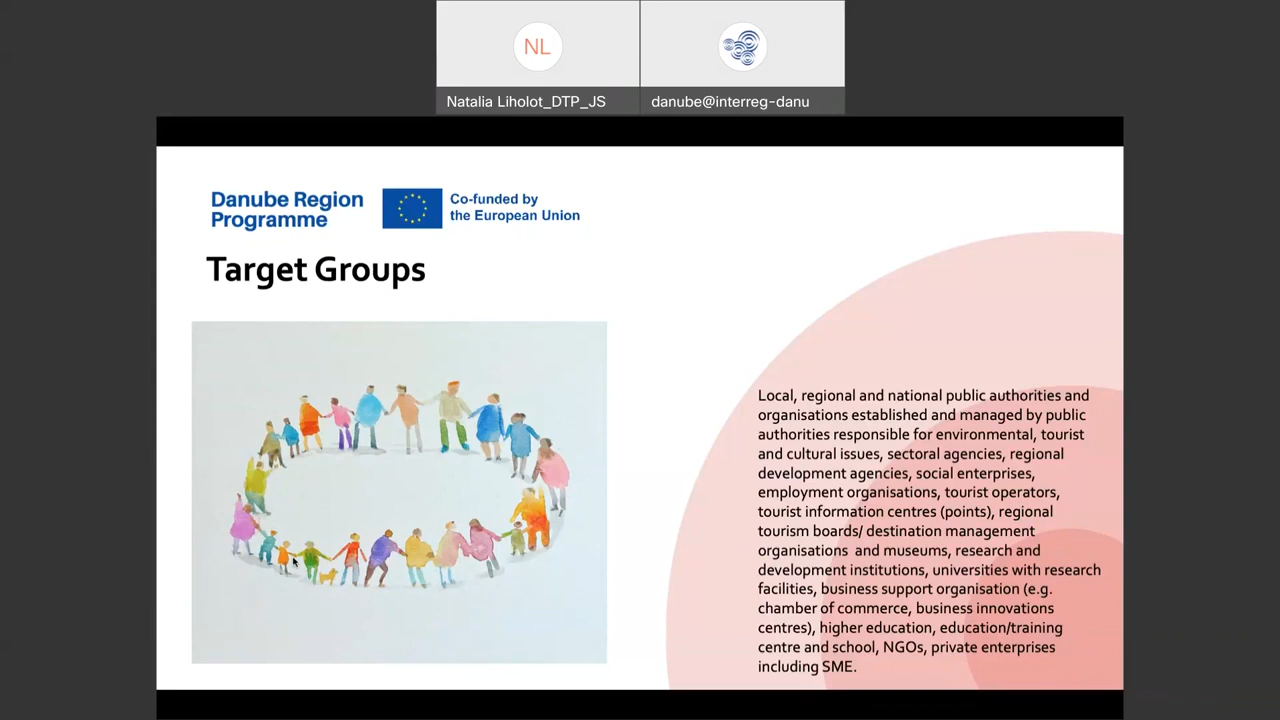 NL
Natalia Liholot_DTP_JS
danube@interreg-danu
Danube Region
Programme
Co-funded by
the European Union
Target Groups
Local, regional and national public authorities and
organisations established and managed by public
authorities responsible for environmental, tourist
and cultural issues, sectoral agencies, regional
development agencies, social enterprises,
employment organisations, tourist operators,
tourist information centres (points), regional
tourism boards/ destination management
organisations  and museums, research and
development institutions, universities with research
facilities, business support organisation (e.g.
chamber of commerce, business innovations
centres), higher education, education/training
centre and school, NGOs, private enterprises
including SME.